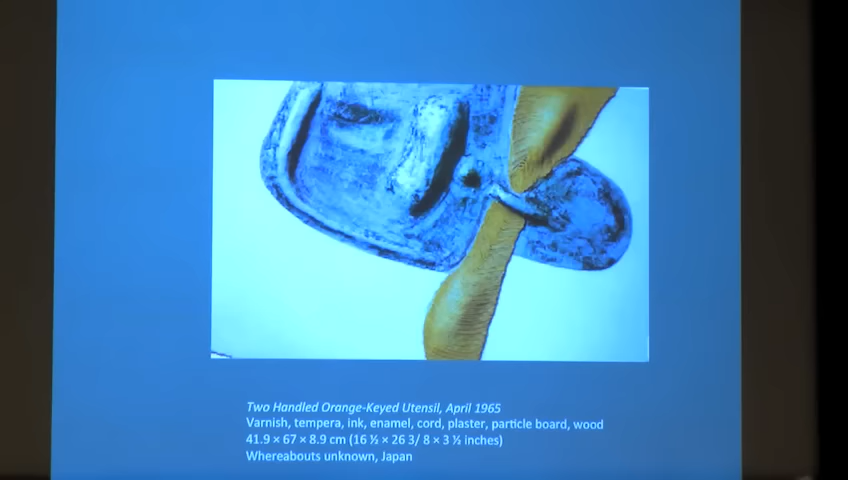 Two Handled Orange-Keyed Utensil, April 1965
Varnish, tempera, ink, enamel, cord, plaster, particle board, wood
41.9 × 67 × 8.9 cm (16 ½ × 26 3/ 8 × 3 ½ inches)
Whereabouts unknown, Japan